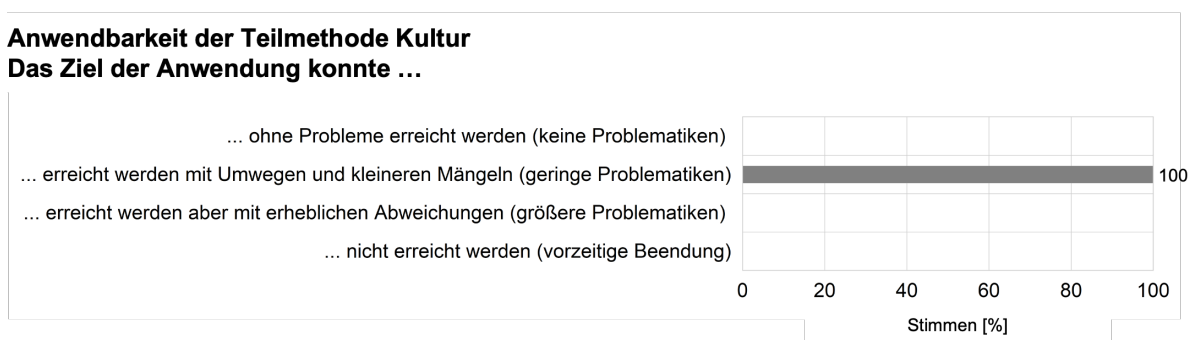 Anwendbarkeit der Teilmethode Kultur
Das Ziel der Anwendung konnte …
... ohne Probleme erreicht werden (keine Problematiken)
... erreicht werden mit Umwegen und kleineren Mängeln (geringe Problematiken)
100
... erreicht werden aber mit erheblichen Abweichungen (größere Problematiken)
... nicht erreicht werden (vorzeitige Beendung)
0 20 40 60 80 100
Stimmen [%]